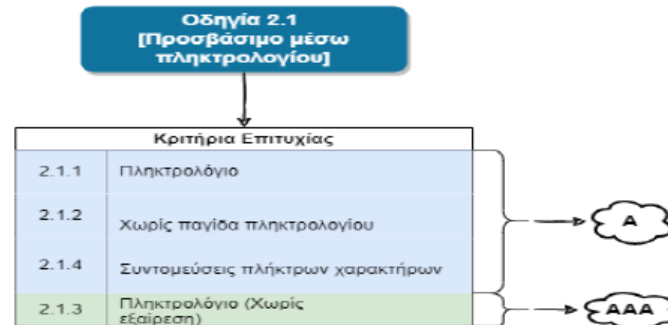 Οδηγία 2.1
[Προσβάσιμο μέσω
πληκτρολογίου]
Κριτήρια Επιτυχίας
2.1.1 Πληκτρολόγιο
2.1.2 Χωρίς παγίδα πληκτρολογίου
2.1.4 Συντομεύσεις πλήκτρων χαρακτήρων
A
2.1.3 Πληκτρολόγιο (Χωρίς
εξαίρεση)
AAA